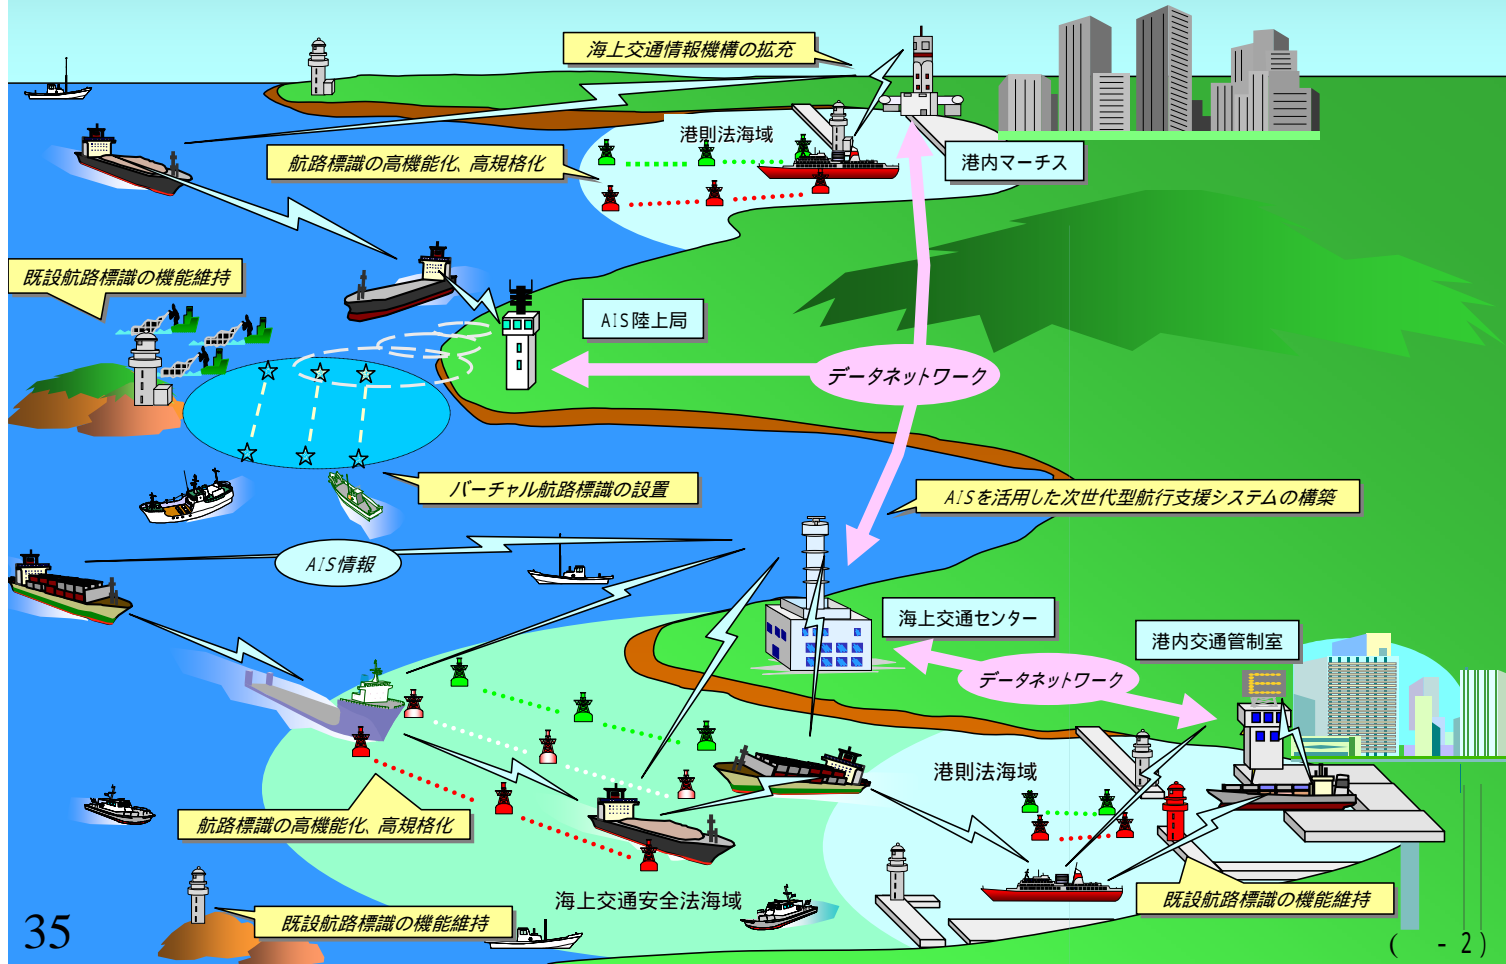 海上交通情報機構の拡充
港則法海域
航路標識の高機能化、高規格化
港内マーチス
既設航路標識の機能維持
AIS陸上局
データネットワーク
バーチャル航路標識の設置
AISを活用した次世代型航行支援システムの構築
AIS情報
海上交通センター
港内交通管制室
データネットワーク
港則法海域
航路標識の高機能化、高規格化
海上交通安全法海域
既設航路標識の機能維持
既設航路標識の機能維持
35
( -2)